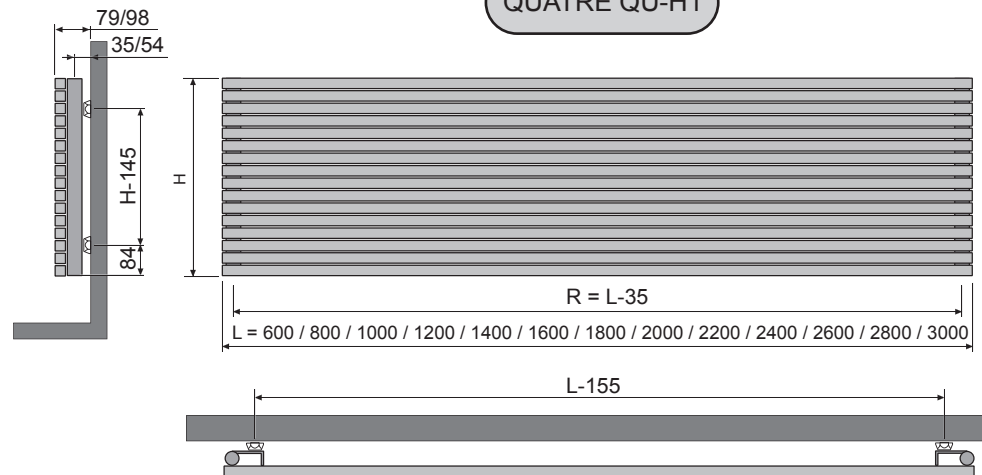 QUATRE QU-H1
79/98
35/54
H-145
84
H
R = L-35
L = 600 / 800 / 1000 / 1200 / 1400 / 1600 / 1800 / 2000 / 2200 / 2400 / 2600 / 2800 / 3000
L-155